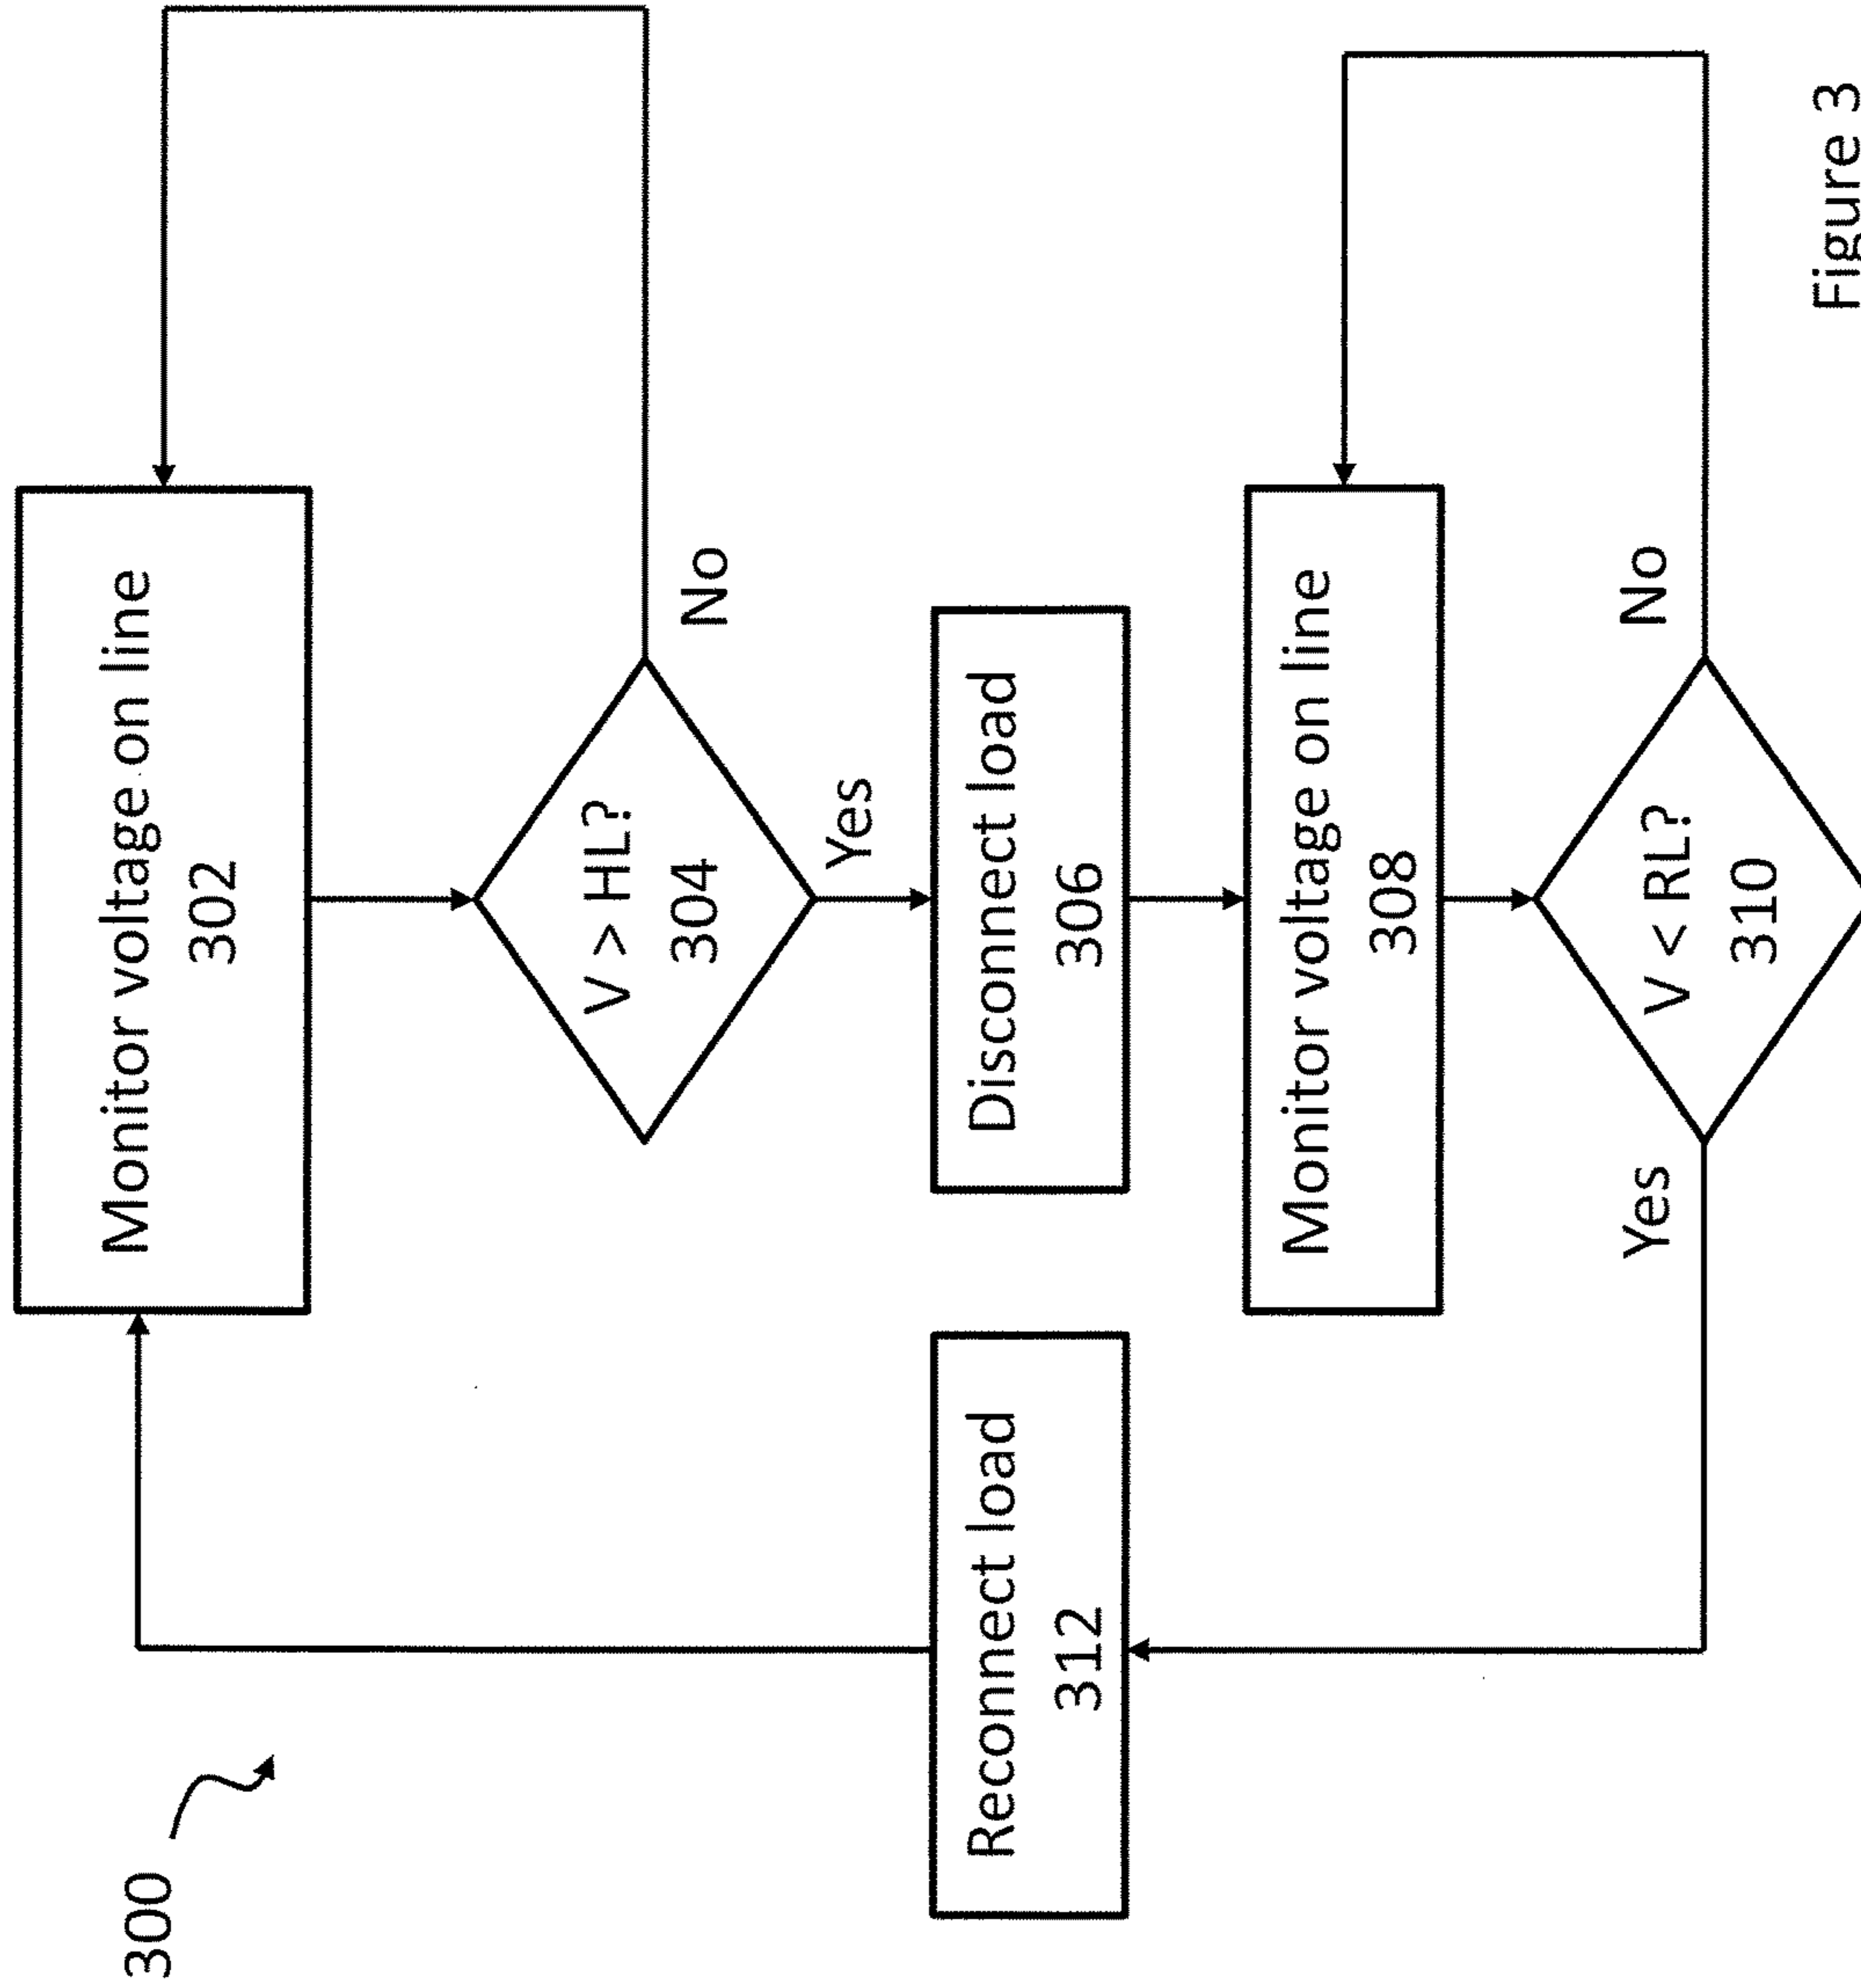 300
Monitor voltage on line
302
V > HL?
304
No
Yes
Disconnect load
306
Reconnect load
312
Monitor voltage on line
308
V < RL?
310
Yes
No
Figure 3